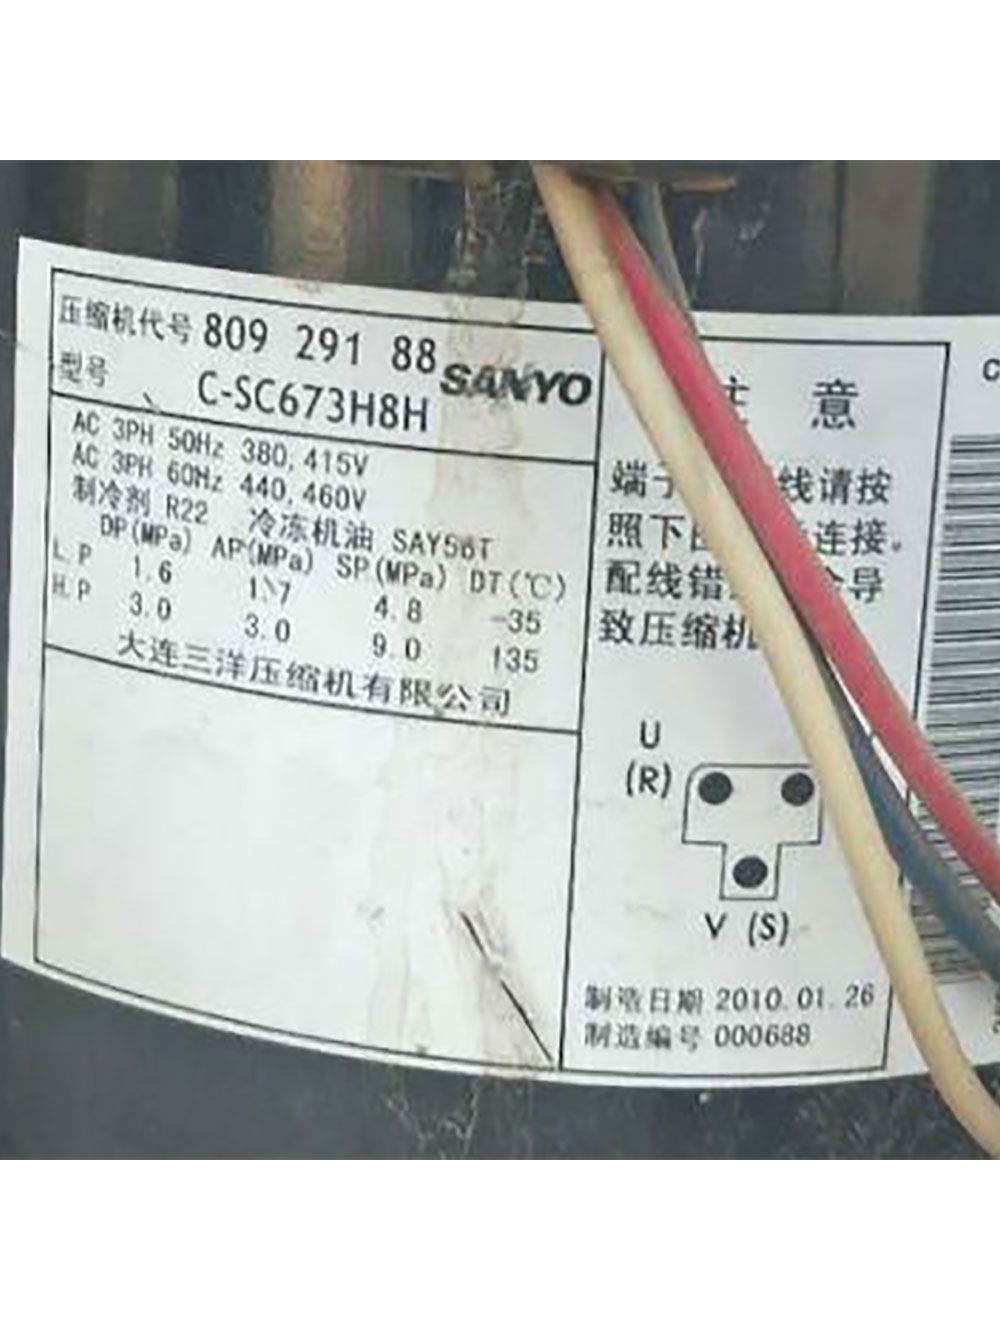 压缩机代号 809 291 88
型号 C-SC673H8H
SANYO
AC 3PH 50Hz 380, 415V
AC 3PH 60Hz 440, 460V
制冷剂 R22 冷冻机油 SAY56T
DP(MPa) AP(MPa) SP(MPa) DT(℃)
L.P 1.6 1.7 4.8 -35
H.P 3.0 3.0 9.0 135
大连三洋压缩机有限公司
意
端 线请按
照下 连接。
配线错 导
致压缩机
U
(R)
V (S)
制造日期 2010.01.26
制造编号 000688
C